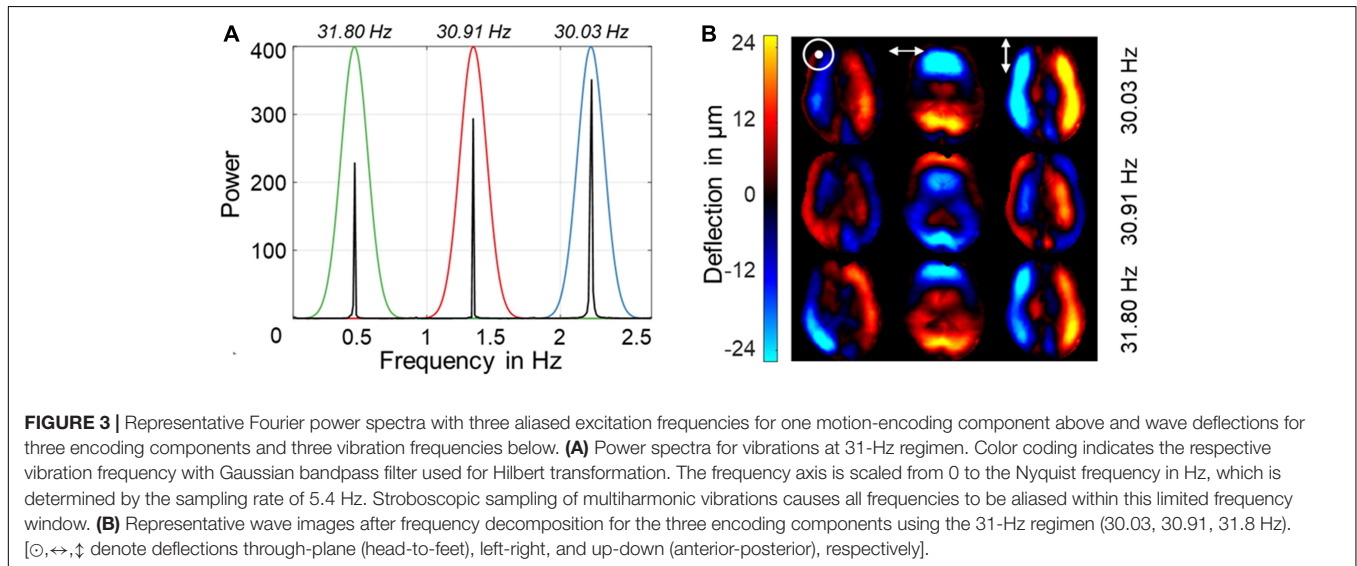 A
31.80 Hz 30.91 Hz 30.03 Hz
400
300
200
100
0 0.5 1 1.5 2 2.5
Power
Frequency in Hz
B
24
12
0
-12
-24
Deflection in µm
30.03 Hz
30.91 Hz
31.80 Hz
FIGURE 3 | Representative Fourier power spectra with three aliased excitation frequencies for one motion-encoding component above and wave deflections for
three encoding components and three vibration frequencies below. (A) Power spectra for vibrations at 31-Hz regimen. Color coding indicates the respective
vibration frequency with Gaussian bandpass filter used for Hilbert transformation. The frequency axis is scaled from 0 to the Nyquist frequency in Hz, which is
determined by the sampling rate of 5.4 Hz. Stroboscopic sampling of multiharmonic vibrations causes all frequencies to be aliased within this limited frequency
window. (B) Representative wave images after frequency decomposition for the three encoding components using the 31-Hz regimen (30.03, 30.91, 31.8 Hz).
[⊙,↔,↕ denote deflections through-plane (head-to-feet), left-right, and up-down (anterior-posterior), respectively].